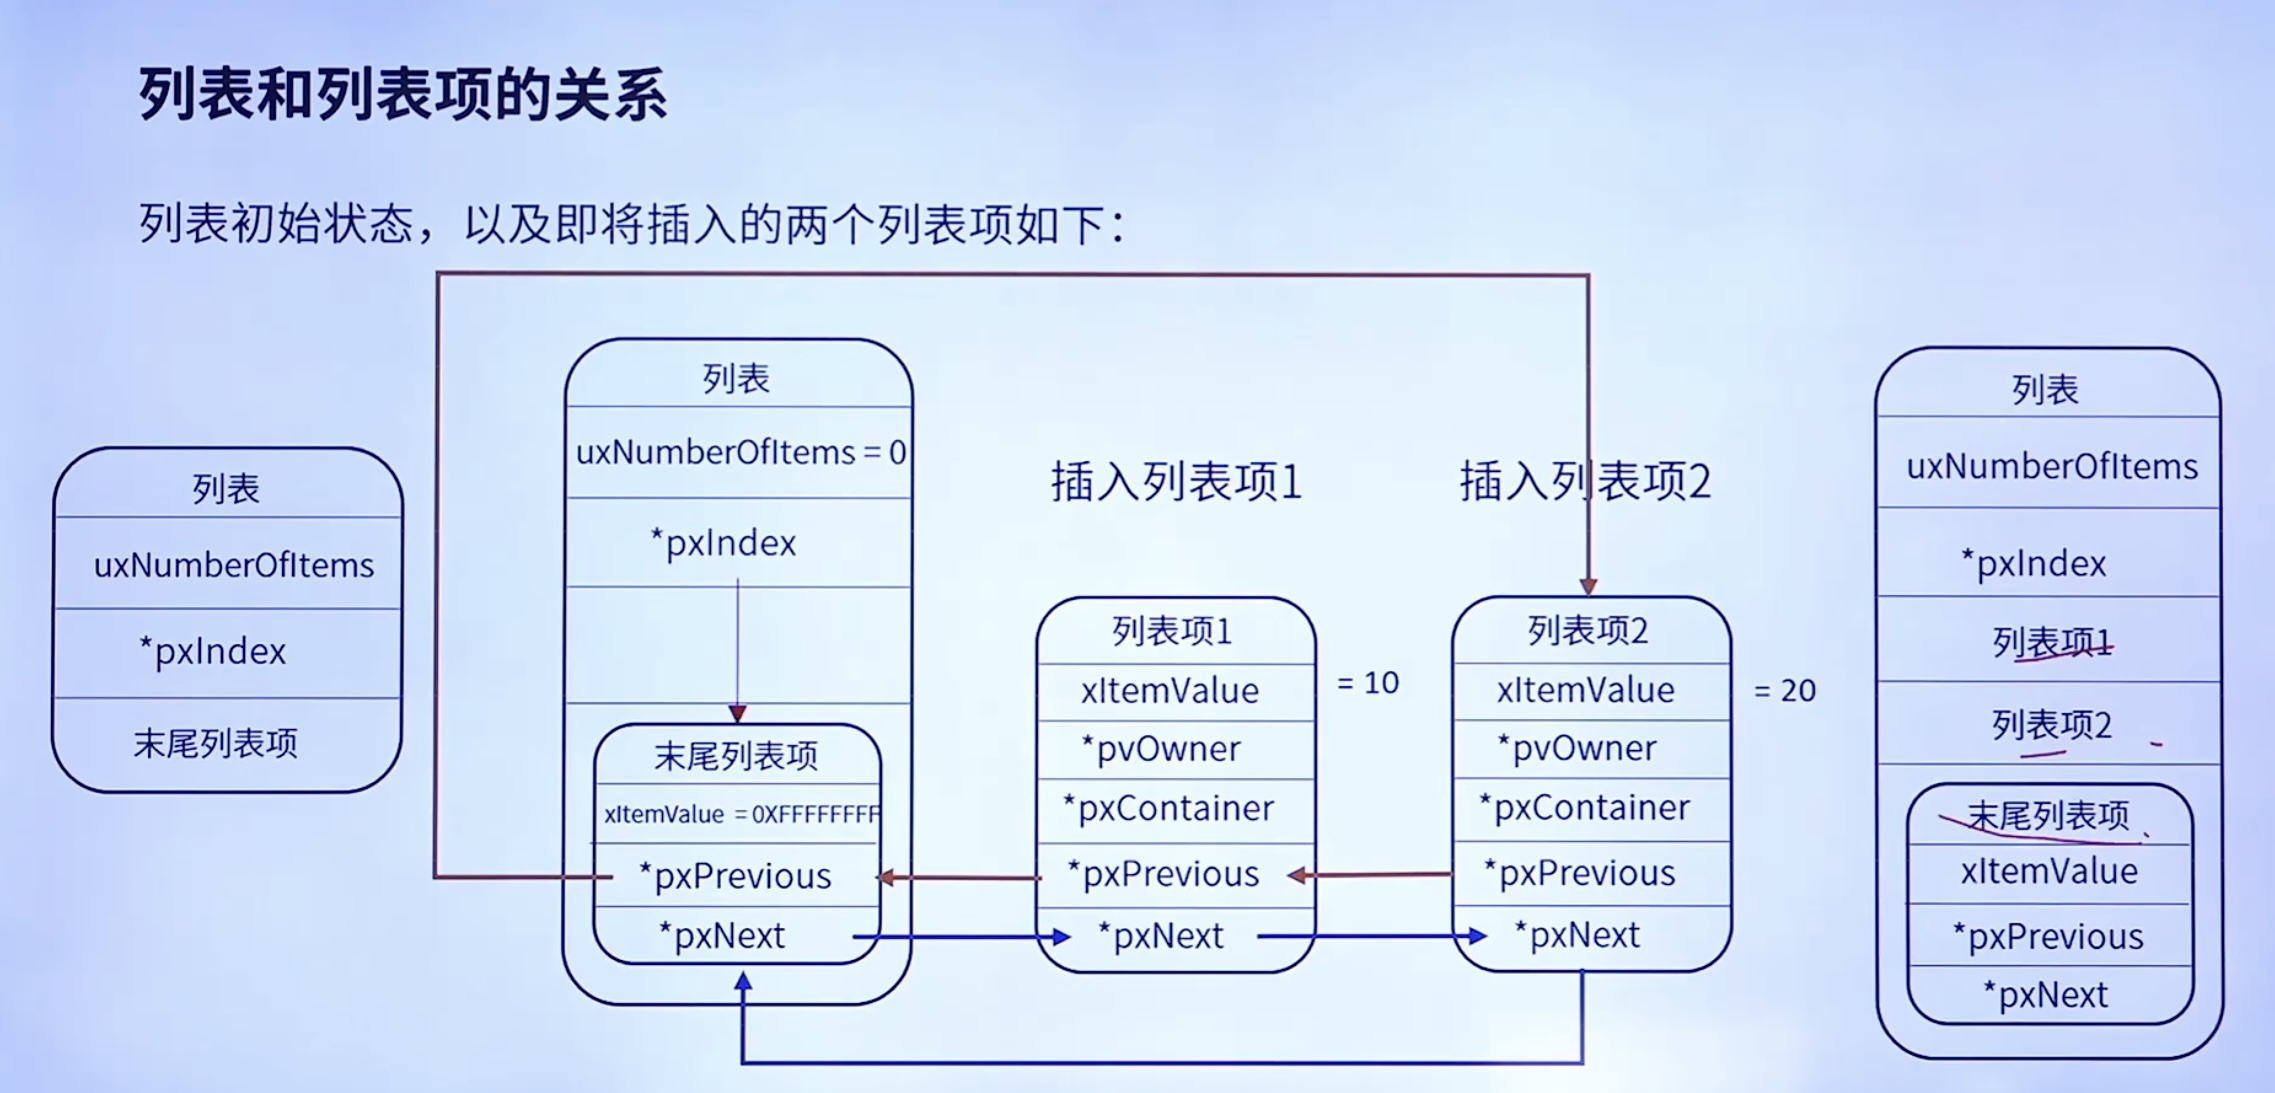 列表和列表项的关系
列表初始状态，以及即将插入的两个列表项如下：
列表
uxNumberOfItems
*pxIndex
末尾列表项
列表
uxNumberOfItems = 0
*pxIndex
末尾列表项
xItemValue = 0XFFFFFFFF
*pxPrevious
*pxNext
插入列表项1
列表项1
xItemValue
= 10
*pvOwner
*pxContainer
*pxPrevious
*pxNext
插入列表项2
列表项2
xItemValue
= 20
*pvOwner
*pxContainer
*pxPrevious
*pxNext
列表
uxNumberOfItems
*pxIndex
列表项1
列表项2
末尾列表项
xItemValue
*pxPrevious
*pxNext